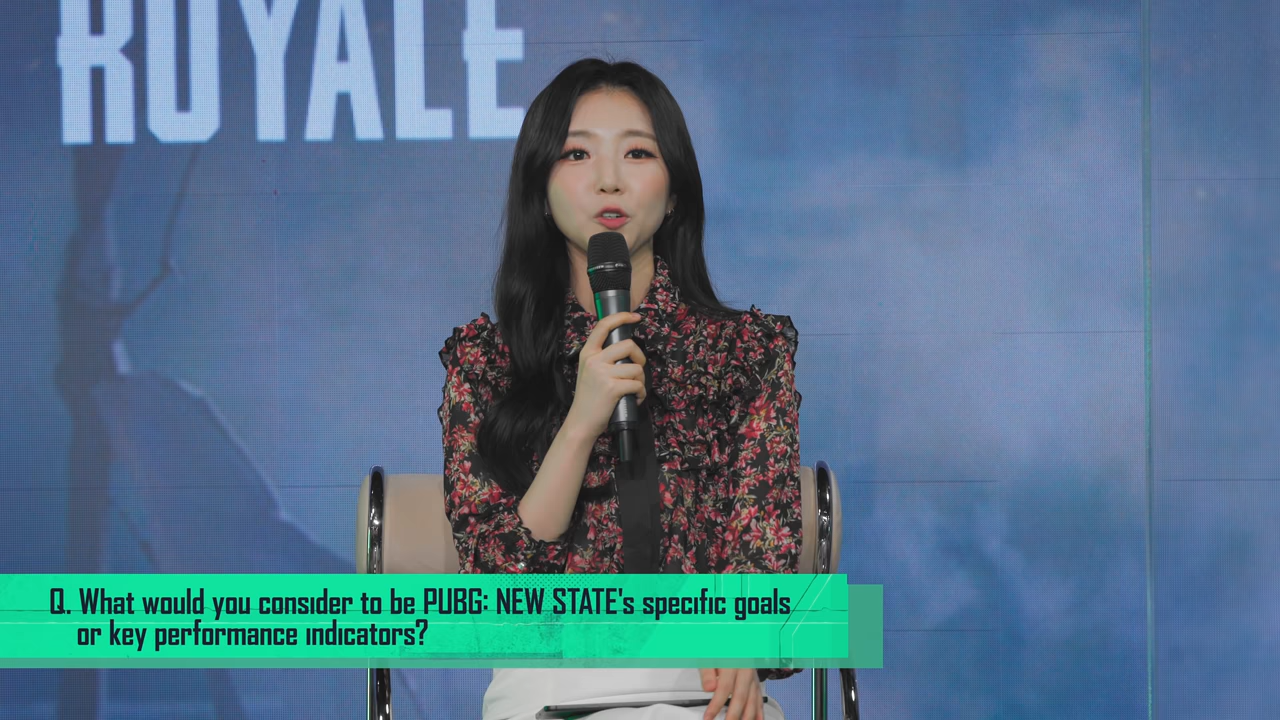 ROYALE
Q. What would you consider to be PUBG: NEW STATE's specific goals
or key performance indicators?